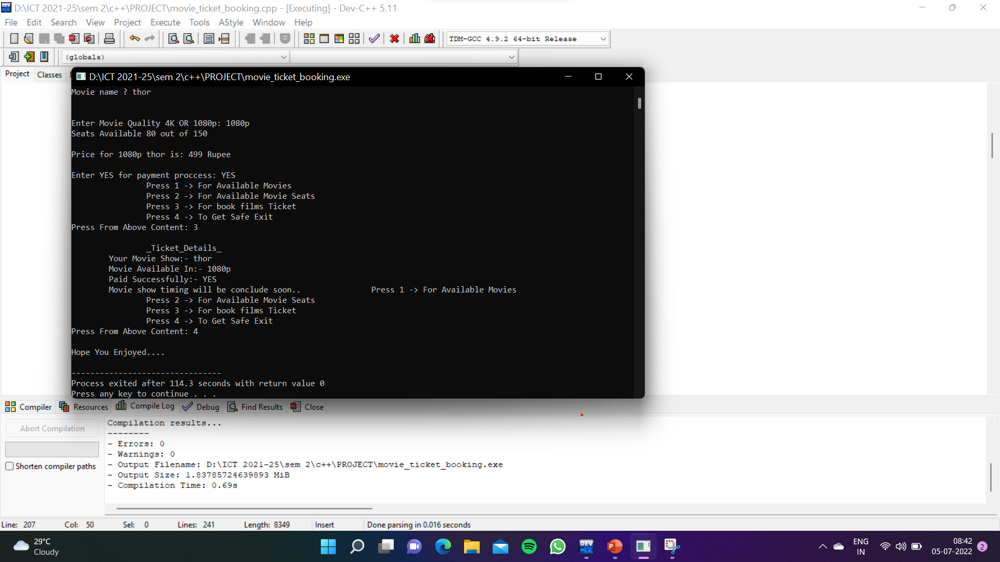 D:\ICT 2021-25\sem 2\c++\PROJECT\movie_ticket_booking.cpp - [Executing] - Dev-C++ 5.11
File Edit Search View Project Execute Tools AStyle Window Help
TDM-GCC 4.9.2 64-bit Release
(globals)
Project Classes
D:\ICT 2021-25\sem 2\c++\PROJECT\movie_ticket_booking.exe
Movie name ? thor
Enter Movie Quality 4K OR 1080p: 1080p
Seats Available 80 out of 150
Price for 1080p thor is: 499 Rupee
Enter YES for payment proccess: YES
Press 1 -> For Available Movies
Press 2 -> For Available Movie Seats
Press 3 -> For book films Ticket
Press 4 -> To Get Safe Exit
Press From Above Content: 3
_Ticket_Details_
Your Movie Show:- thor
Movie Available In:- 1080p
Paid Successfully:- YES
Movie show timing will be conclude soon.. Press 1 -> For Available Movies
Press 2 -> For Available Movie Seats
Press 3 -> For book films Ticket
Press 4 -> To Get Safe Exit
Press From Above Content: 4
Hope You Enjoyed....
--------------------------------
Process exited after 114.3 seconds with return value 0
Press any key to continue . . .
Compiler Resources Compile Log Debug Find Results Close
Abort Compilation
Shorten compiler paths
Compilation results...
--------
- Errors: 0
- Warnings: 0
- Output Filename: D:\ICT 2021-25\sem 2\c++\PROJECT\movie_ticket_booking.exe
- Output Size: 1.83785724639893 MiB
- Compilation Time: 0.69s
Line: 207 Col: 50 Sel: 0 Lines: 241 Length: 8349 Insert Done parsing in 0.016 seconds
29°C
Cloudy
DEV
P
ENG
IN
08:42
05-07-2022
2